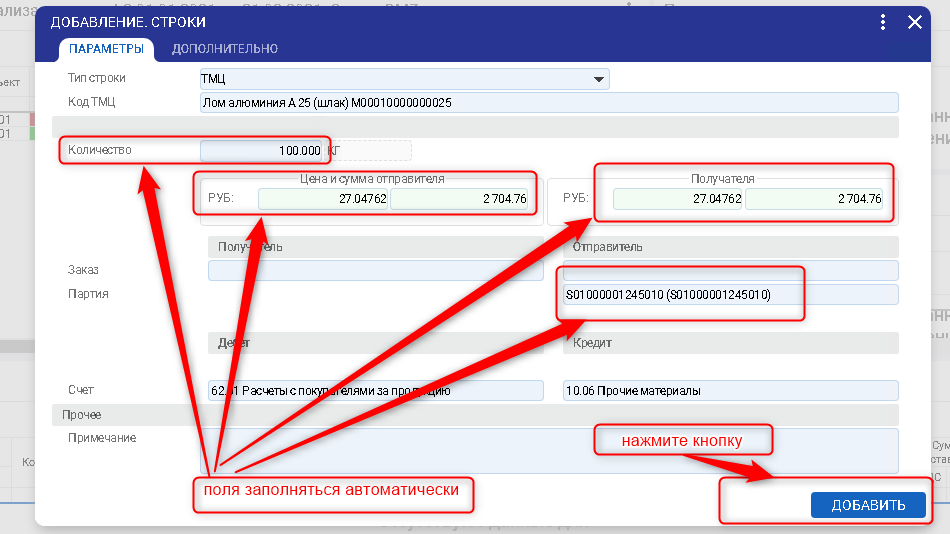 ДОБАВЛЕНИЕ. СТРОКИ
ПАРАМЕТРЫ ДОПОЛНИТЕЛЬНО
Тип строки ТМЦ
Код ТМЦ Лом алюминия А 25 (шлак) М00010000000025
Количество 100.000 КГ
Цена и сумма отправителя Получателя
РУБ: 27.04762 2 704.76 РУБ: 27.04762 2 704.76
Получатель Отправитель
Заказ
Партия S01000001245010 (S01000001245010)
Дебет Кредит
Счет 62.01 Расчеты с покупателями за продукцию 10.06 Прочие материалы
Прочее
Примечание
нажмите кнопку
поля заполняться автоматически
ДОБАВИТЬ